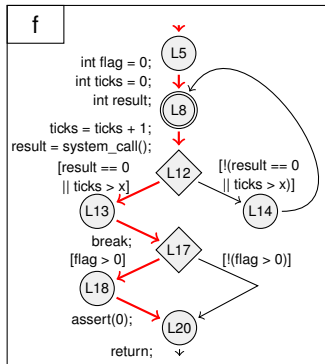 f
L5
int flag = 0;
int ticks = 0;
int result;
L8
ticks = ticks + 1;
result = system_call();
L12
[result == 0
|| ticks > x]
[!(result == 0
|| ticks > x)]
L13
L14
break;
L17
[flag > 0]
[!(flag > 0)]
L18
assert(0);
L20
return;